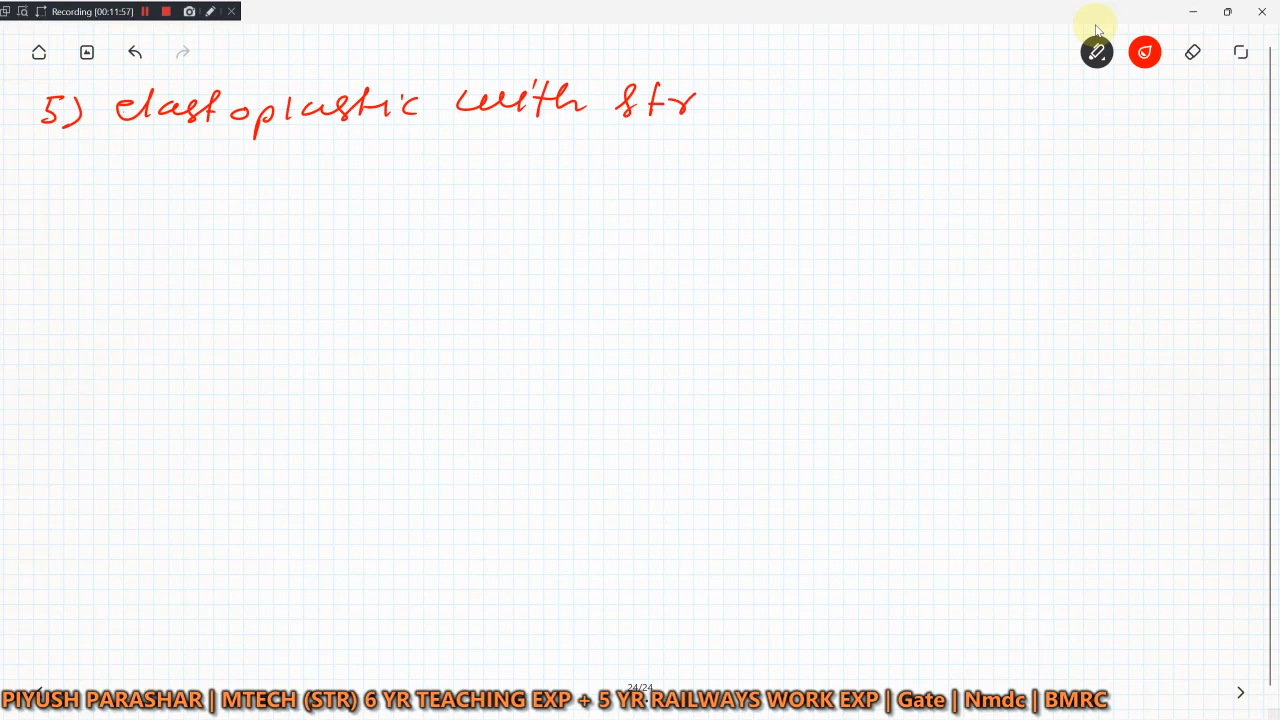 Recording [00:11:57]
5) elastoplastic with str
24/24
PIYUSH PARASHAR | MTECH (STR) 6 YR TEACHING EXP + 5 YR RAILWAYS WORK EXP | Gate | Nmdc | BMRC